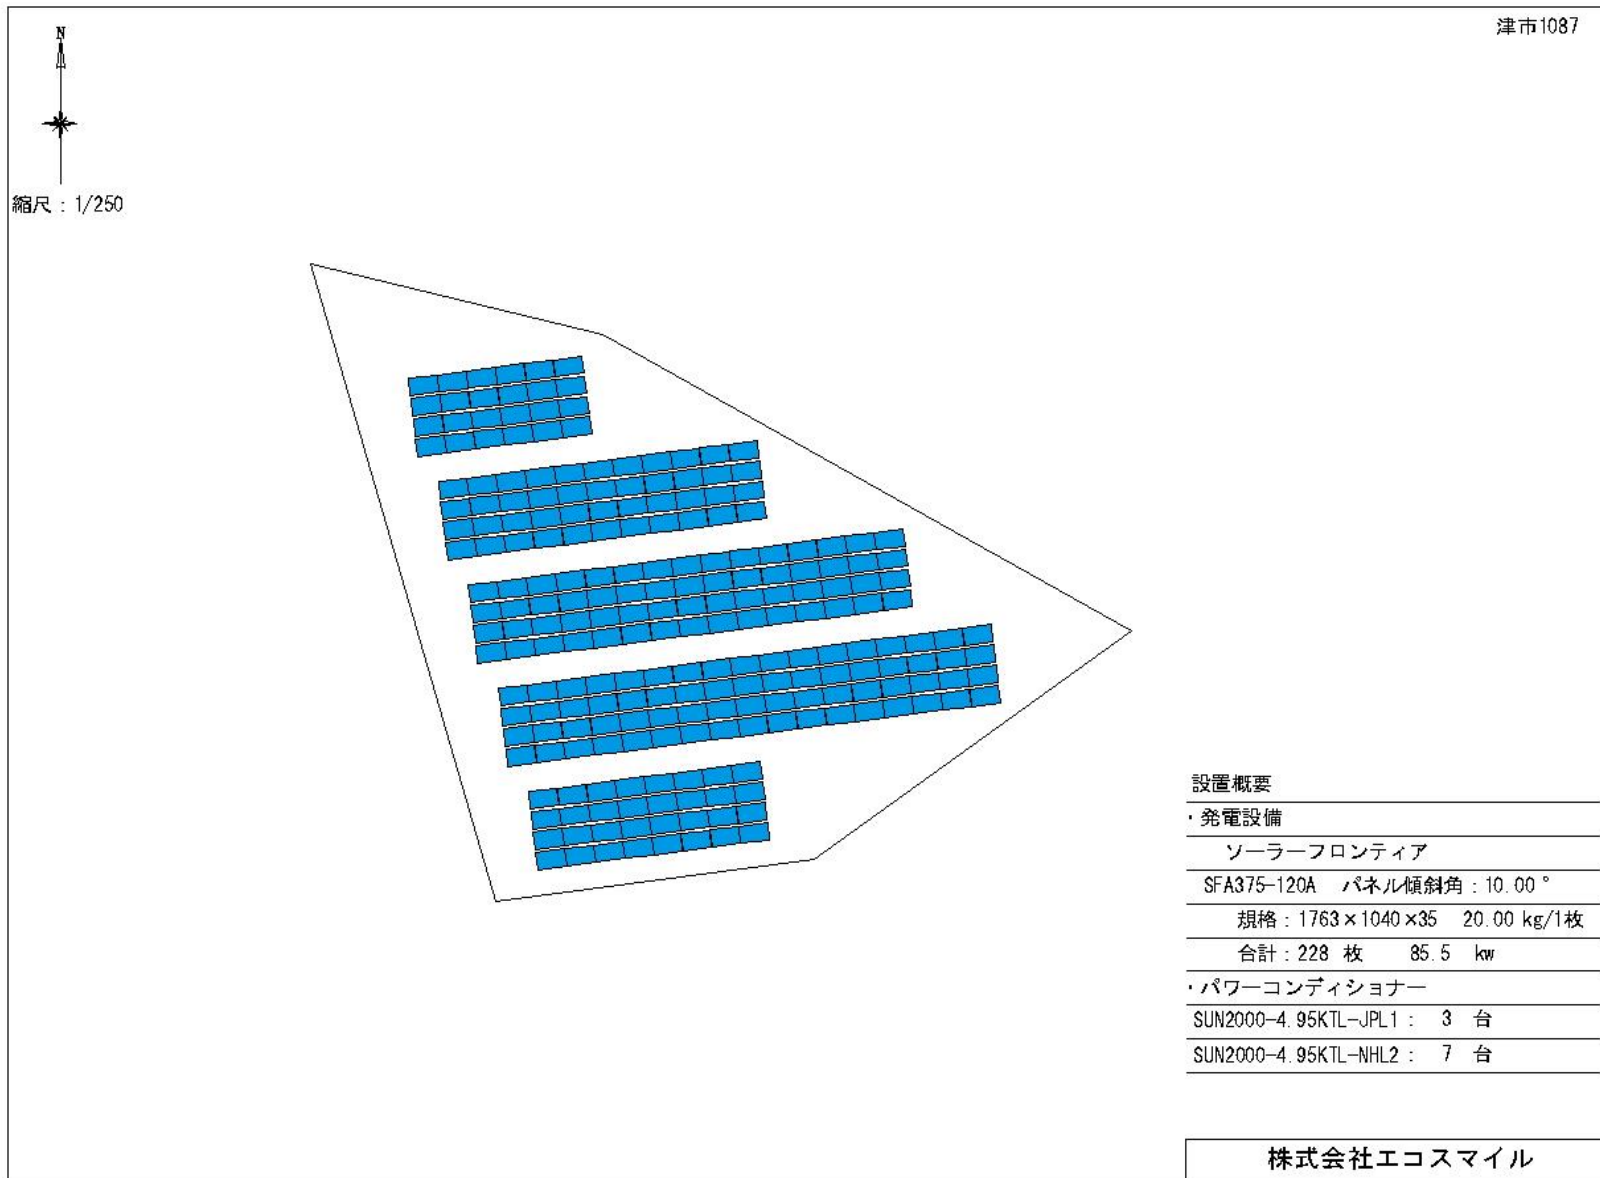 津市1087
N
縮尺：1/250
設置概要
・発電設備
ソーラーフロンティア
SFA375-120A パネル傾斜角：10.00°
規格：1763×1040×35 20.00 kg/1枚
合計：228 枚 85.5 kw
・パワーコンディショナー
SUN2000-4.95KTL-JPL1： 3 台
SUN2000-4.95KTL-NHL2： 7 台
株式会社エコスマイル